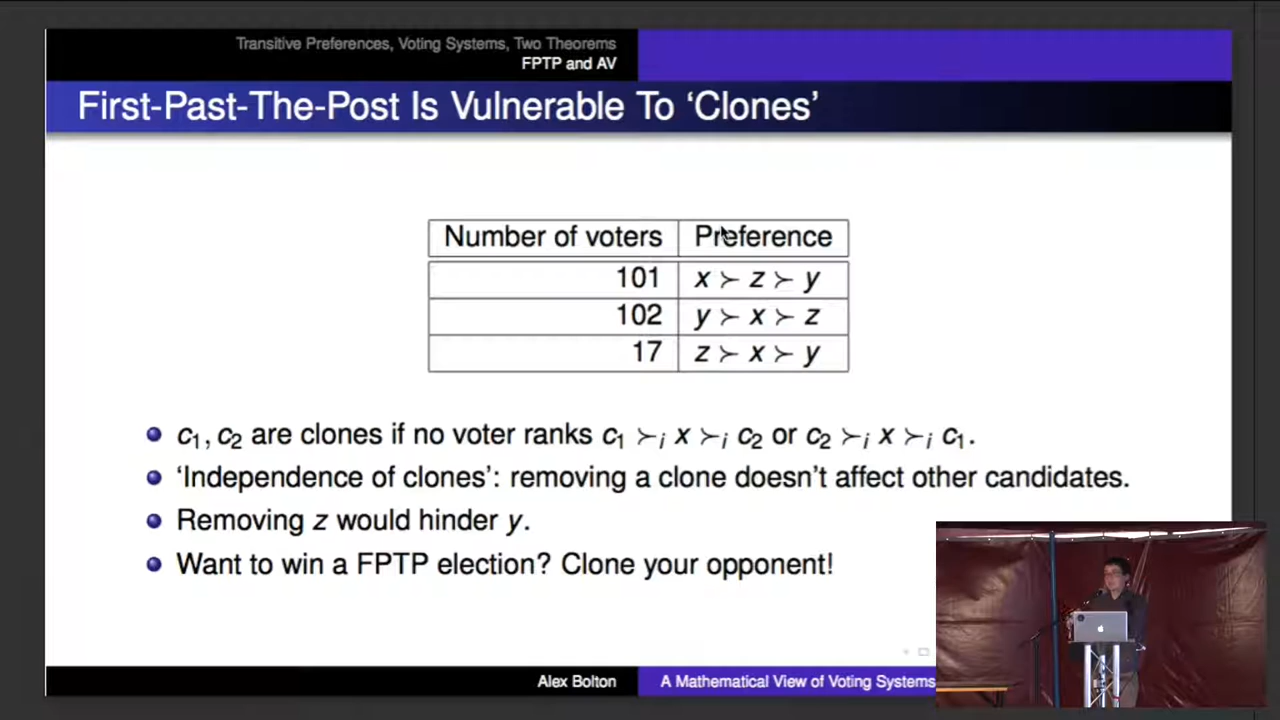 Transitive Preferences, Voting Systems, Two Theorems
FPTP and AV
First-Past-The-Post Is Vulnerable To ‘Clones’
Number of voters Preference
101 x ≻ z ≻ y
102 y ≻ x ≻ z
17 z ≻ x ≻ y
c₁, c₂ are clones if no voter ranks c₁ ≻ᵢ x ≻ᵢ c₂ or c₂ ≻ᵢ x ≻ᵢ c₁.
‘Independence of clones’: removing a clone doesn’t affect other candidates.
Removing z would hinder y.
Want to win a FPTP election? Clone your opponent!
Alex Bolton A Mathematical View of Voting Systems